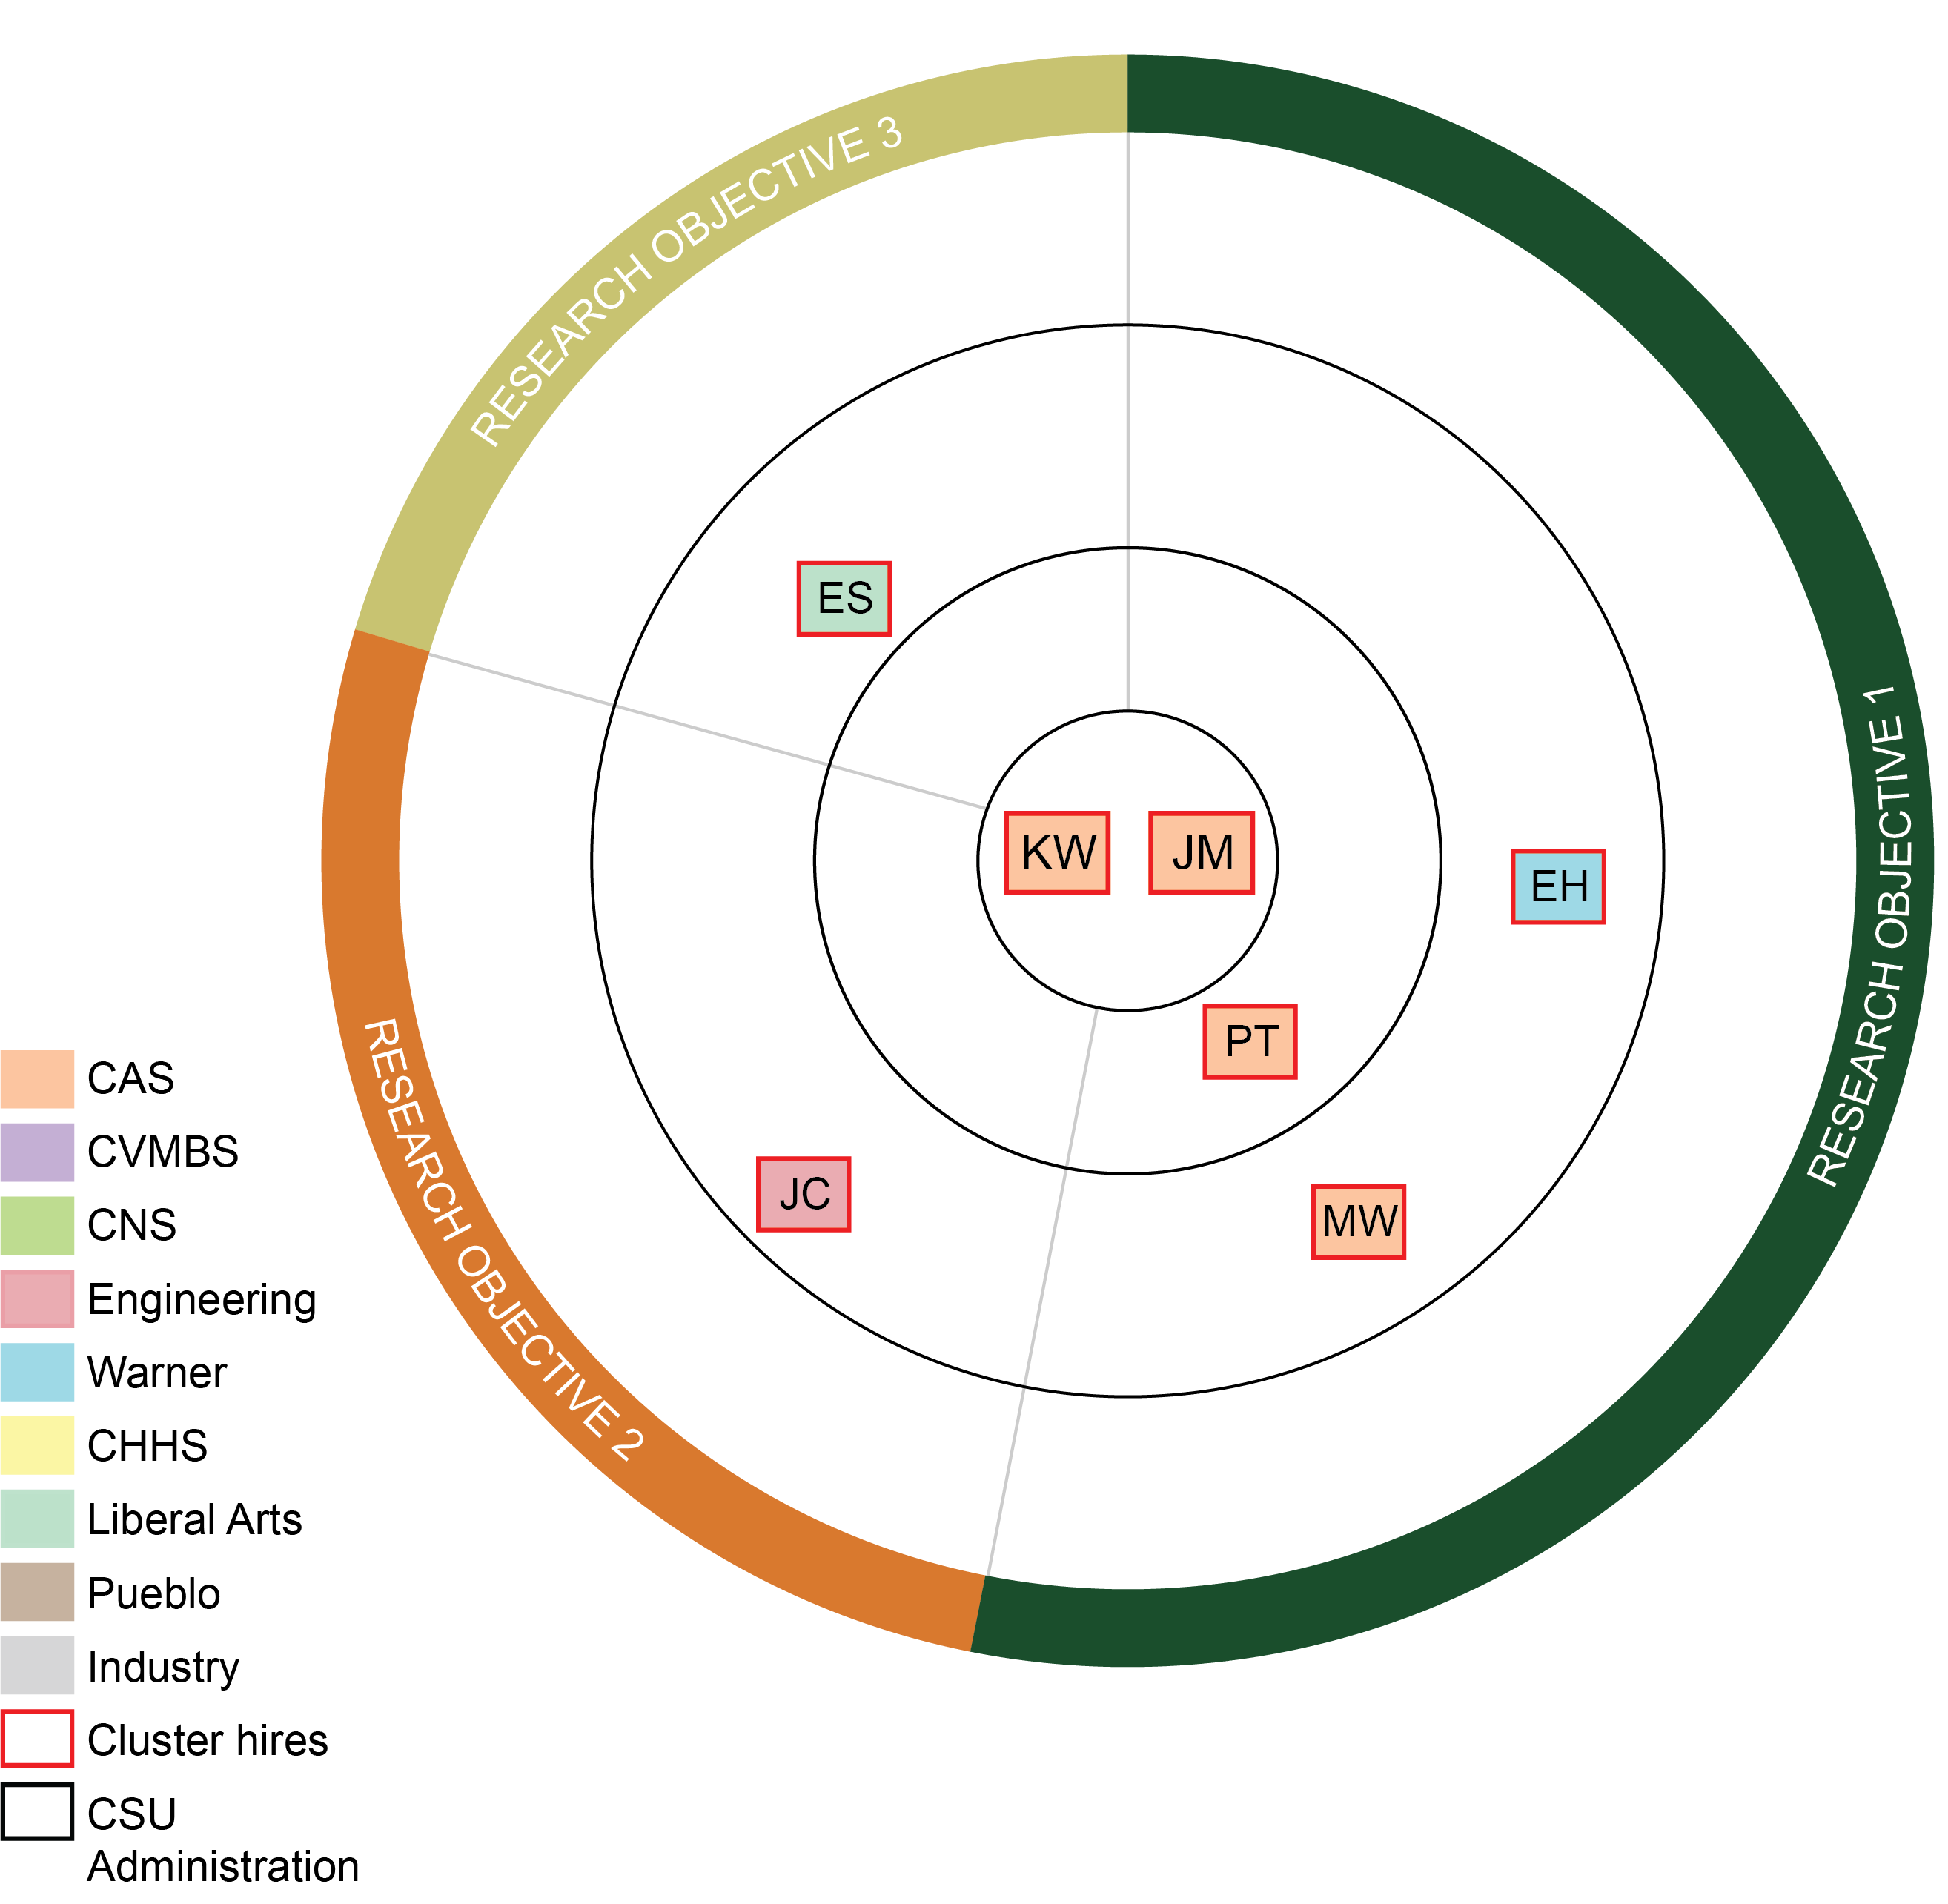 RESEARCH OBJECTIVE 3
RESEARCH OBJECTIVE 1
RESEARCH OBJECTIVE 2
ES
KW
JM
EH
PT
JC
MW
CAS
CVMBS
CNS
Engineering
Warner
CHHS
Liberal Arts
Pueblo
Industry
Cluster hires
CSU
Administration